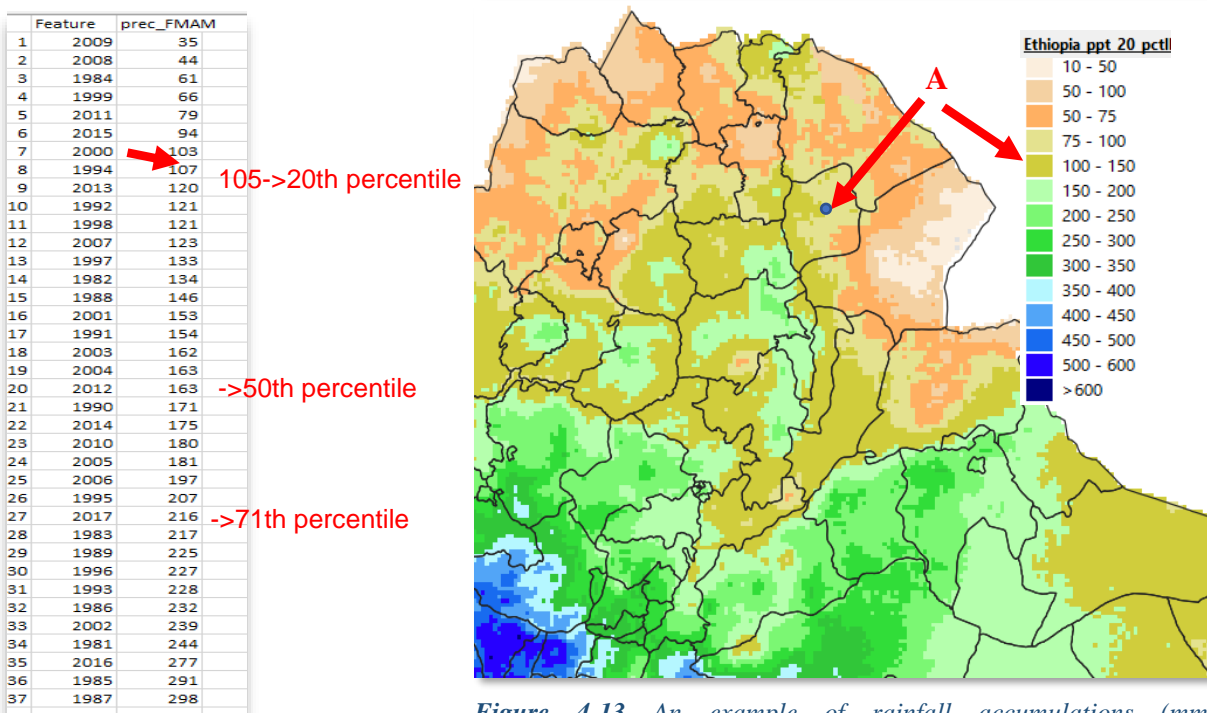 Feature prec_FMAM
1 2009 35
2 2008 44
3 1984 61
4 1999 66
5 2011 79
6 2015 94
7 2000 103
8 1994 107
9 2013 120
10 1992 121
11 1998 121
12 2007 123
13 1997 133
14 1982 134
15 1988 146
16 2001 153
17 1991 154
18 2003 162
19 2004 163
20 2012 163
21 1990 171
22 2014 175
23 2010 180
24 2005 181
25 2006 197
26 1995 207
27 2017 216
28 1983 217
29 1989 225
30 1996 227
31 1993 228
32 1986 232
33 2002 239
34 1981 244
35 2016 277
36 1985 291
37 1987 298
105->20th percentile
->50th percentile
->71th percentile
A
Ethiopia_ppt_20_pctl
10 - 50
50 - 100
50 - 75
75 - 100
100 - 150
150 - 200
200 - 250
250 - 300
300 - 350
350 - 400
400 - 450
450 - 500
500 - 600
>600
Figure 4-13 An example of rainfall accumulations (mm